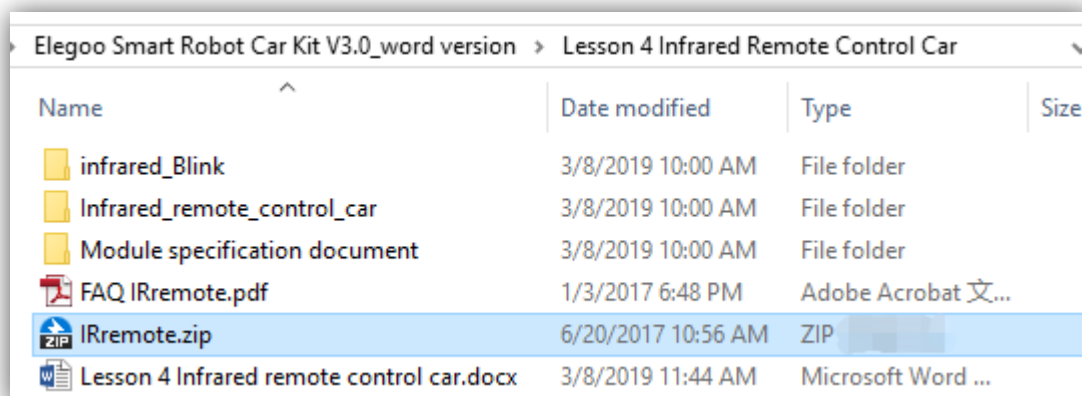 Elegoo Smart Robot Car Kit V3.0_word version > Lesson 4 Infrared Remote Control Car
Name Date modified Type Size
infrared_Blink 3/8/2019 10:00 AM File folder
Infrared_remote_control_car 3/8/2019 10:00 AM File folder
Module specification document 3/8/2019 10:00 AM File folder
FAQ IRremote.pdf 1/3/2017 6:48 PM Adobe Acrobat 文...
ZIP IRremote.zip 6/20/2017 10:56 AM ZIP
Lesson 4 Infrared remote control car.docx 3/8/2019 11:44 AM Microsoft Word ...